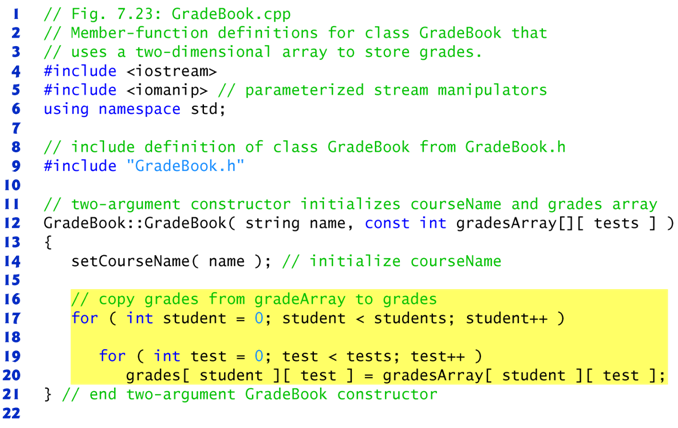 1 // Fig. 7.23: GradeBook.cpp
2 // Member-function definitions for class GradeBook that
3 // uses a two-dimensional array to store grades.
4 #include <iostream>
5 #include <iomanip> // parameterized stream manipulators
6 using namespace std;
7
8 // include definition of class GradeBook from GradeBook.h
9 #include "GradeBook.h"
10
11 // two-argument constructor initializes courseName and grades array
12 GradeBook::GradeBook( string name, const int gradesArray[][ tests ] )
13 {
14    setCourseName( name ); // initialize courseName
15
16    // copy grades from gradeArray to grades
17    for ( int student = 0; student < students; student++ )
18
19       for ( int test = 0; test < tests; test++ )
20          grades[ student ][ test ] = gradesArray[ student ][ test ];
21 } // end two-argument GradeBook constructor
22